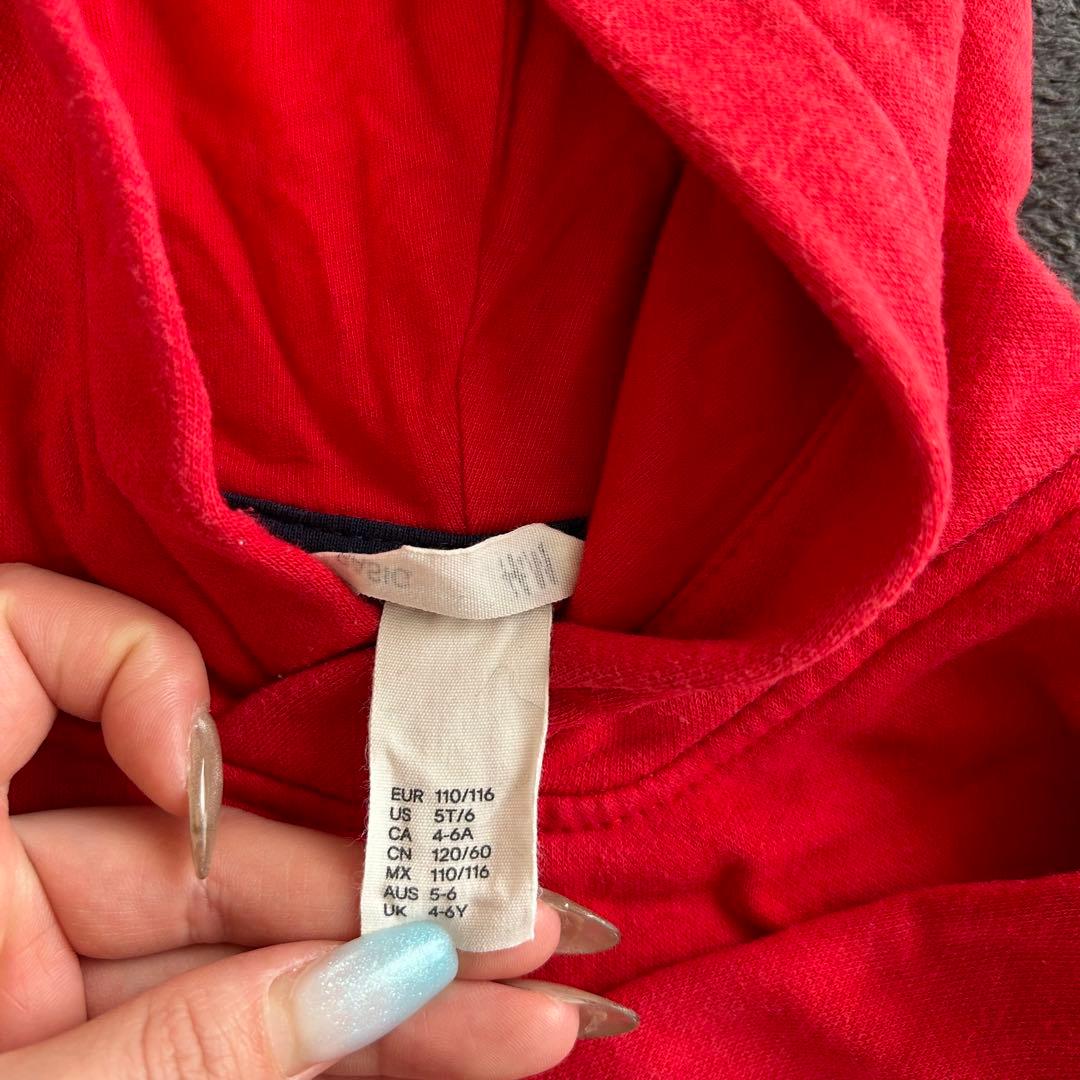 BASIC
H&M
EUR 110/116
US 5T/6
CA 4-6A
CN 120/60
MX 110/116
AUS 5-6
UK 4-6Y